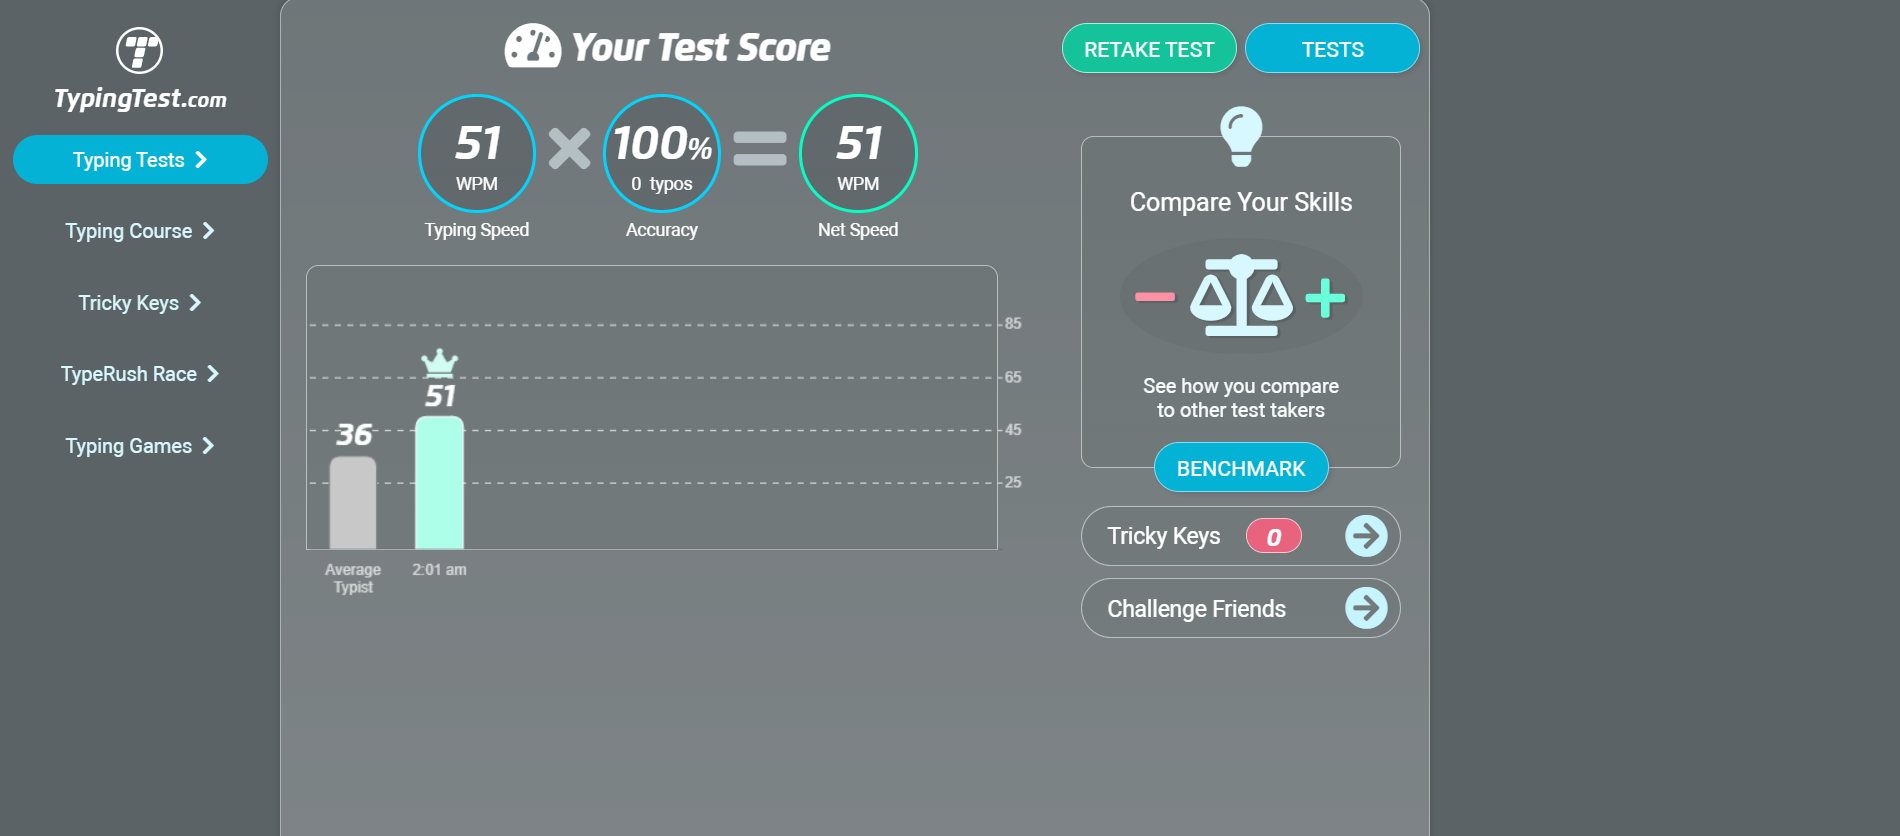 TypingTest.com
Typing Tests
Typing Course
Tricky Keys
TypeRush Race
Typing Games
Your Test Score
RETAKE TEST
TESTS
51
WPM
Typing Speed
100%
0 typos
Accuracy
51
WPM
Net Speed
85
65
45
25
36
51
Average
Typist
2:01 am
Compare Your Skills
See how you compare
to other test takers
BENCHMARK
Tricky Keys 0
Challenge Friends